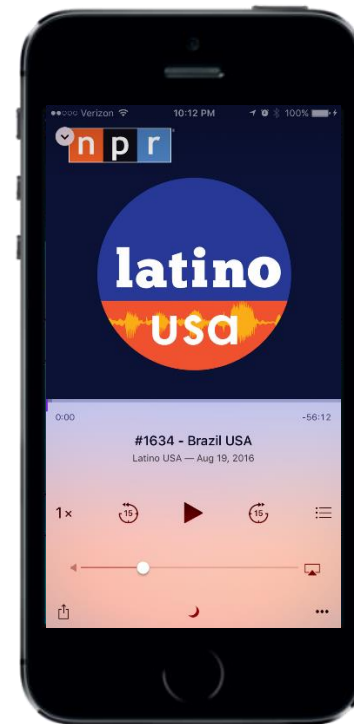 Verizon 10:12 PM 100%
npr
latino
usa
0:00 -56:12
#1634 - Brazil USA
Latino USA — Aug 19, 2016
1× 15 15